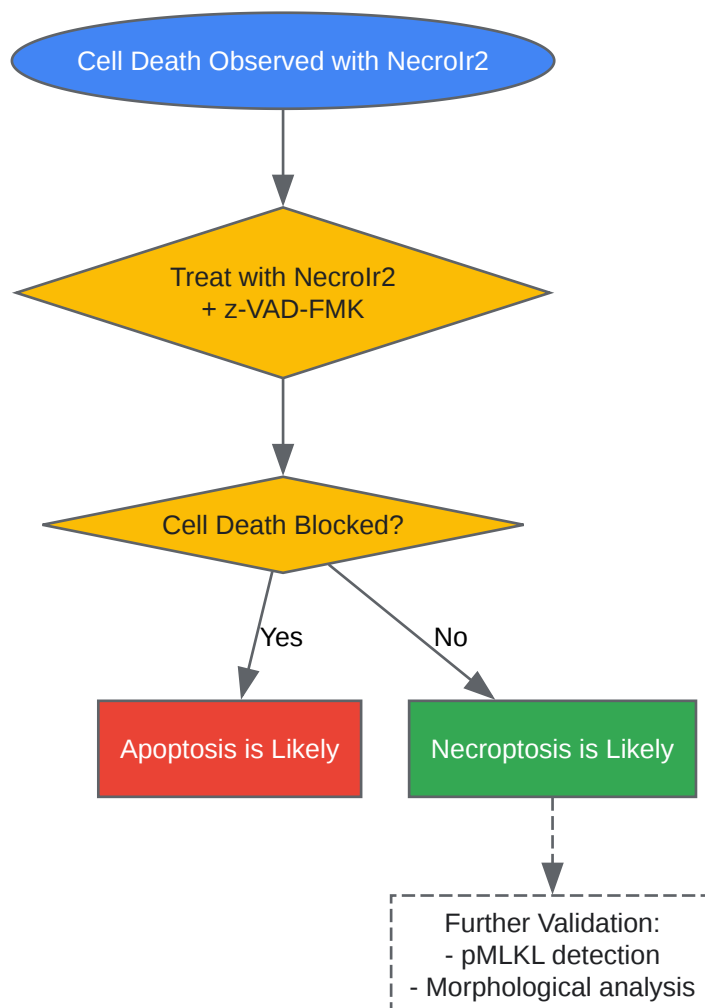 Cell Death Observed with NecroIr2
Treat with NecroIr2
+ z-VAD-FMK
Cell Death Blocked?
Yes
No
Apoptosis is Likely
Necroptosis is Likely
Further Validation:
- pMLKL detection
- Morphological analysis